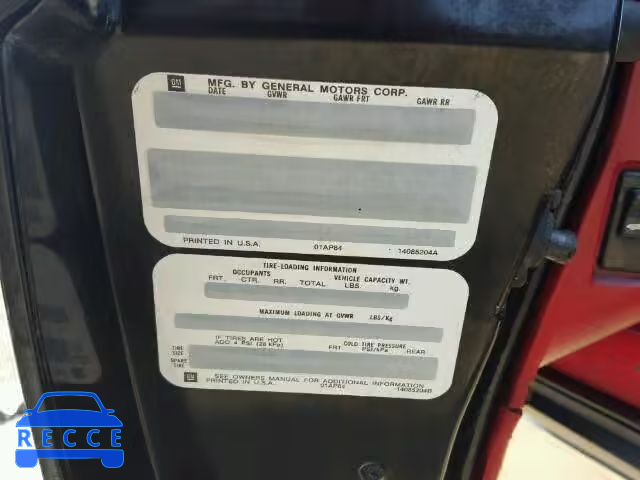 GM MFG. BY GENERAL MOTORS CORP.
DATE GVWR GAWR FRT GAWR RR
PRINTED IN U.S.A. 01AP84 14085204A
TIRE-LOADING INFORMATION
OCCUPANTS VEHICLE CAPACITY WT.
FRT. CTR. RR. TOTAL LBS. kg.
MAXIMUM LOADING AT GVWR LBS/Kg
IF TIRES ARE HOT COLD TIRE PRESSURE
TIRE SIZE ADD 4 PSI (28 kPa) FRT. PSI/kPa REAR
SPARE TIRE
GM SEE OWNERS MANUAL FOR ADDITIONAL INFORMATION
PRINTED IN U.S.A. 01AP84 14085204B
RECCE